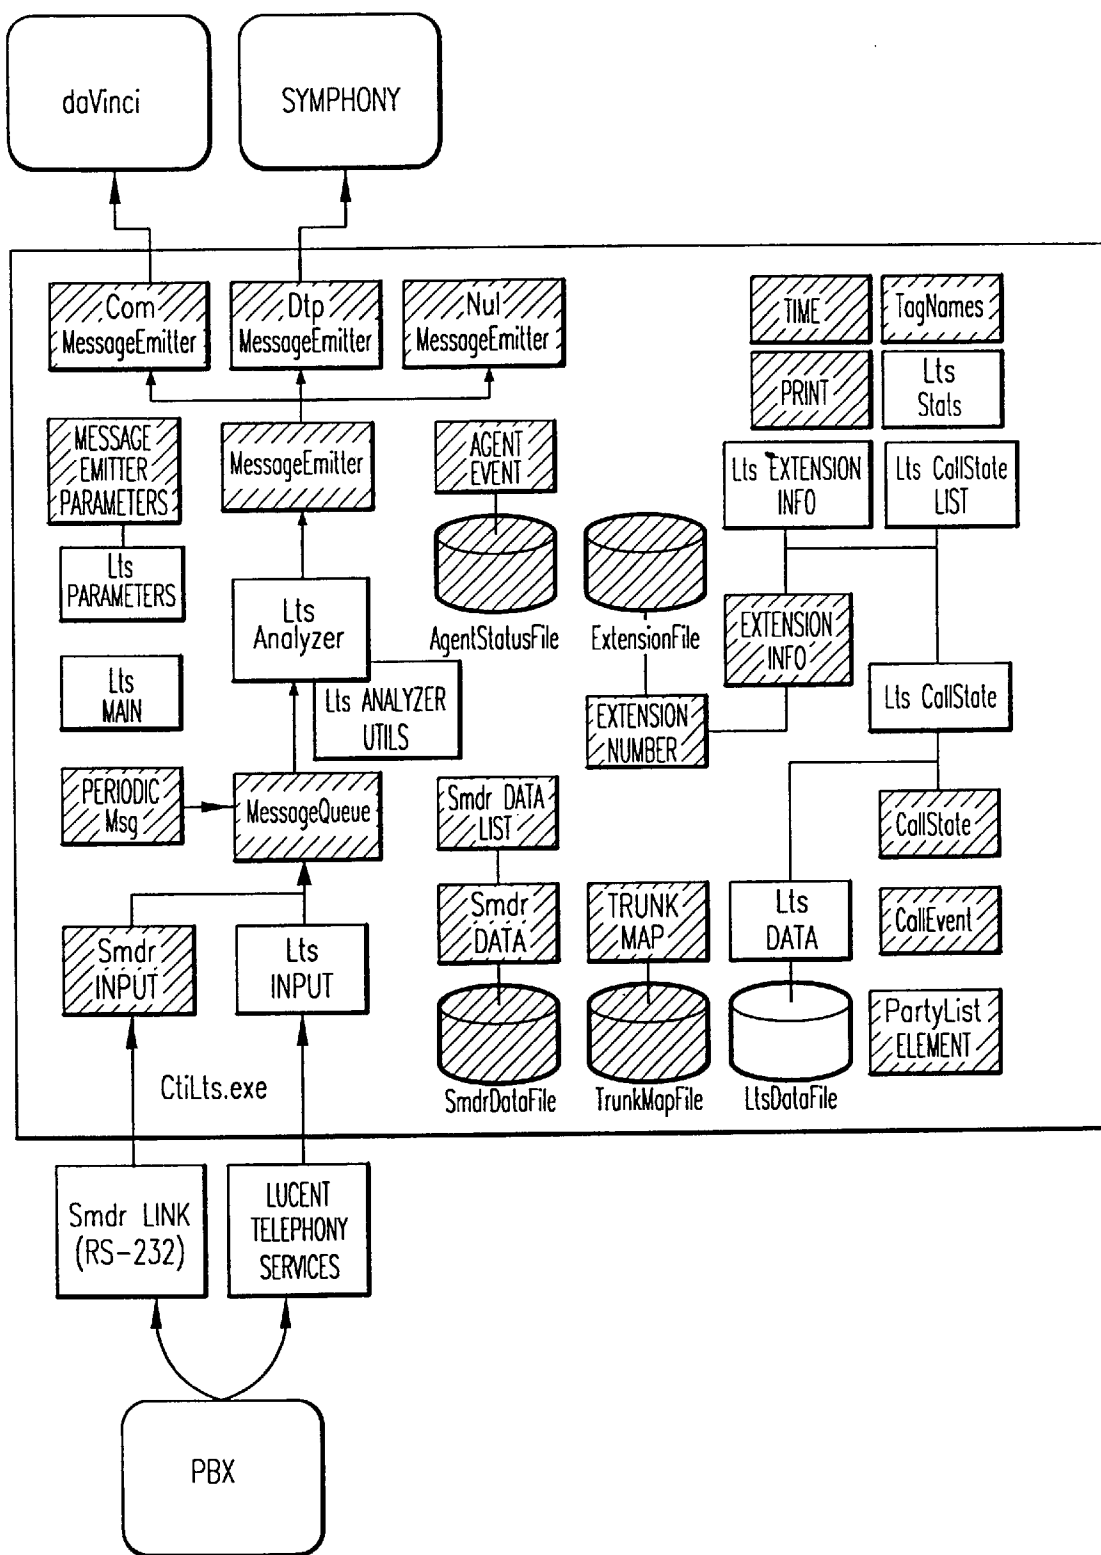 daVinci
SYMPHONY
Com
MessageEmitter
Dtp
MessageEmitter
Nul
MessageEmitter
TIME
TagNames
PRINT
Lts
Stats
MESSAGE
EMITTER
PARAMETERS
MessageEmitter
AGENT
EVENT
Lts EXTENSION
INFO
Lts CallState
LIST
Lts
PARAMETERS
Lts
Analyzer
AgentStatusFile
ExtensionFile
EXTENSION
INFO
Lts
MAIN
Lts ANALYZER
UTILS
EXTENSION
NUMBER
Lts CallState
PERIODIC
Msg
MessageQueue
Smdr DATA
LIST
CallState
Smdr
INPUT
Lts
INPUT
Smdr
DATA
TRUNK
MAP
Lts
DATA
CallEvent
PartyList
ELEMENT
CtiLts.exe
SmdrDataFile
TrunkMapFile
LtsDataFile
Smdr LINK
(RS-232)
LUCENT
TELEPHONY
SERVICES
PBX